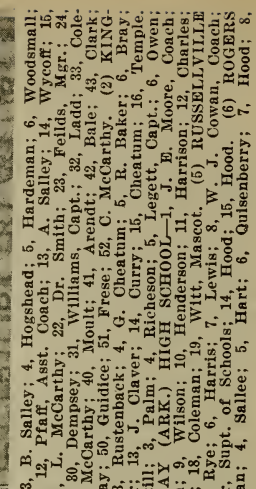 3, B. Salley 4, Hogshead; 5, Hardeman; 6, Woodsmall;
12, Pfaff, Asst. Coach; 13, A. Salley; 14, Wycoff; 15,
, L. McCarthy; 22, Dr. Smith; 23, Feilds, Mgr.; 24
30, Dempsey; 31, Williams, Capt.; 32, Ladd; 33, Cole-
McCarthy; 40, Moult; 41, Arendt; 42, Bale; 43, Clark;
ay; 50, Guidice; 51, Frese; 52, C. McCarthy. (2) KING-
3, Rustenback; 4, G. Cheatum; 5, R. Baker; 6, Bray,
; 13, J. Claver; 14, Curry; 15, Cheatum; 16, Temple.
ill; 3, Palm; 4, Richeson; 5, Legett, Capt.; 6, Owen;
AY (ARK.) HIGH SCHOOL—1, J. E. Moore, Coach;
; 9, Wilson; 10, Henderson; 11, Harrison; 12, Charles;
18, Coleman; 19, Witt, Mascot. (5) RUSSELLVILLE
Rye; 6, Harris; 7, Lewis; 8, W. J. Cowan, Coach;
, Supt. of Schools; 14, Hood; 15, Hood. (6) ROGERS
an; 4, Sallee; 5, Hart; 6, Quisenberry; 7, Hood; 8,